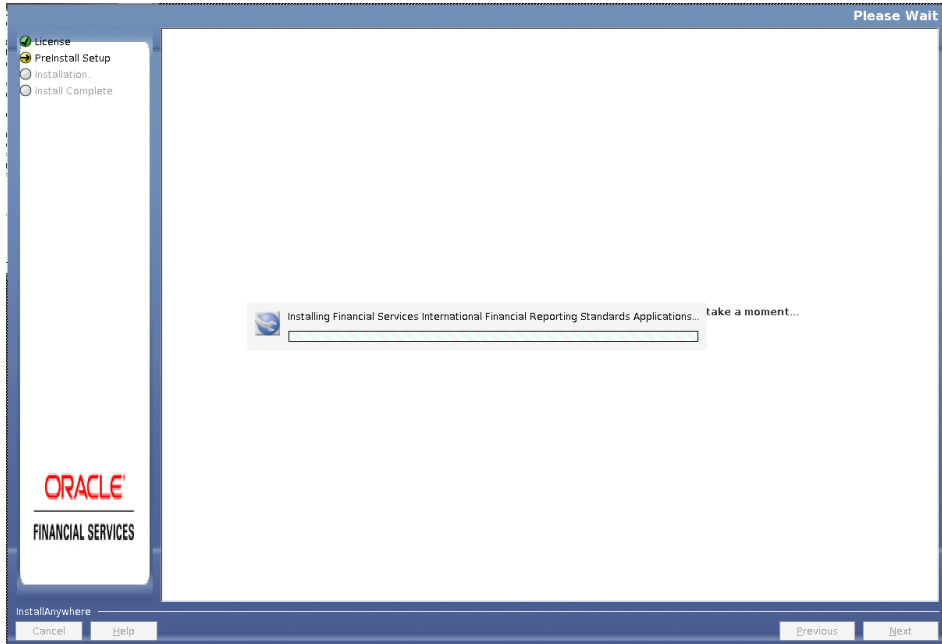 Please Wait
License
PreInstall Setup
Installation.
Install Complete
take a moment...
Installing Financial Services International Financial Reporting Standards Applications...
ORACLE
FINANCIAL SERVICES
InstallAnywhere
Cancel
Help
Previous
Next